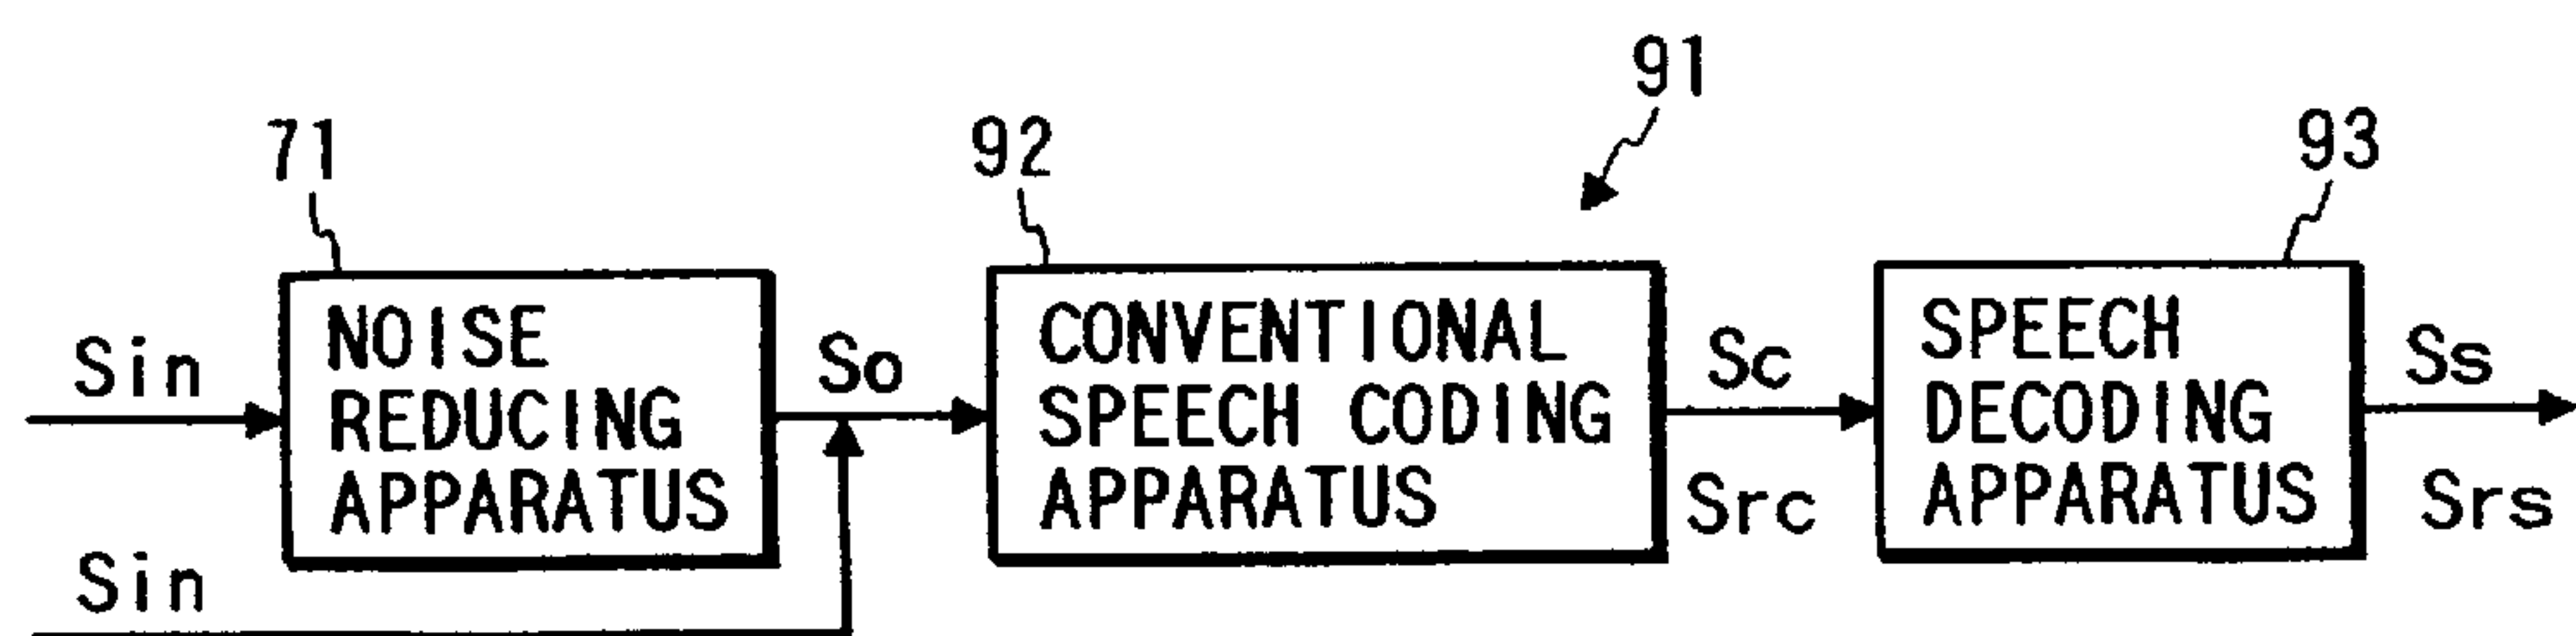 91
71
92
93
Sin
NOISE
REDUCING
APPARATUS
So
CONVENTIONAL
SPEECH CODING
APPARATUS
Sc
Src
SPEECH
DECODING
APPARATUS
Ss
Srs
Sin